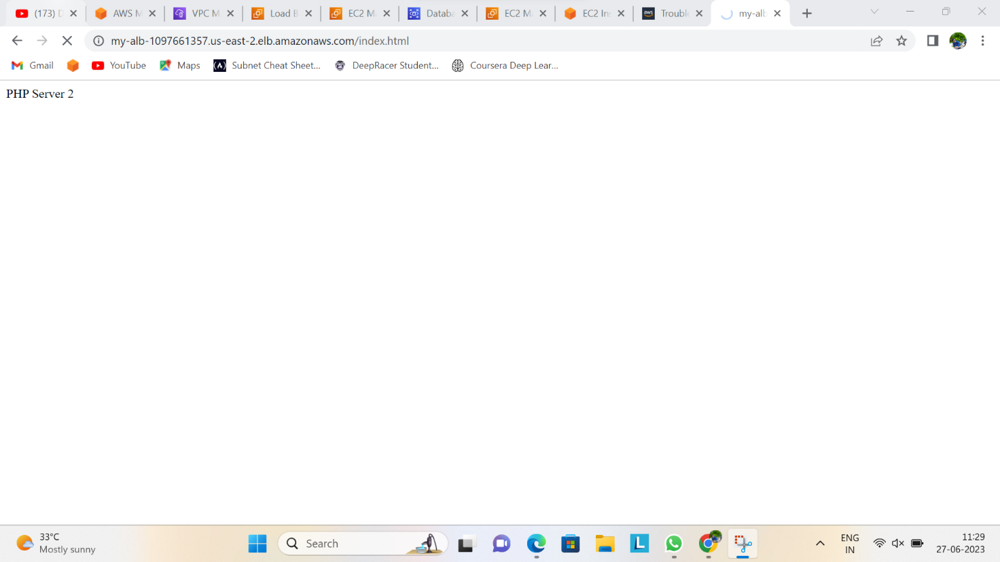 (173) D
AWS M
VPC M
Load B
EC2 M
Databa
EC2 M
EC2 In
aws
Troubl
my-alb
my-alb-1097661357.us-east-2.elb.amazonaws.com/index.html
Gmail
YouTube
Maps
Subnet Cheat Sheet...
DeepRacer Student...
Coursera Deep Lear...
PHP Server 2
33°C
Mostly sunny
Search
L
ENG
IN
11:29
27-06-2023